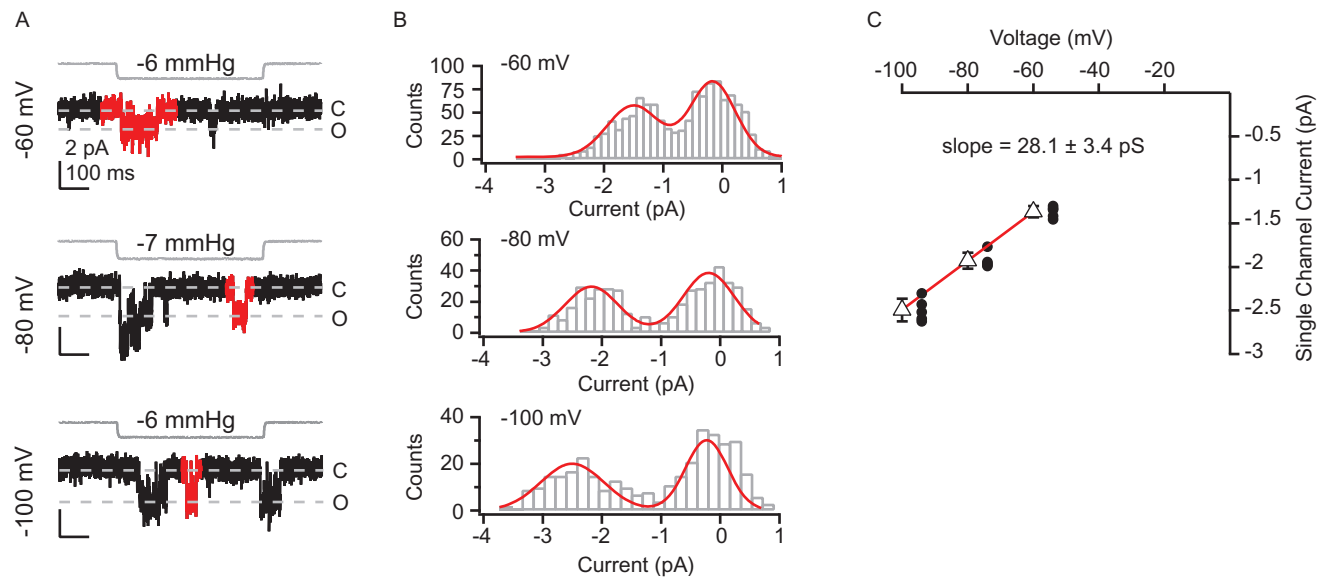 A
-6 mmHg
-60 mV
C
O
2 pA
100 ms
-7 mmHg
-80 mV
C
O
-6 mmHg
-100 mV
C
O
B
-60 mV
Counts
100
75
50
25
0
-4 -3 -2 -1 0 1
Current (pA)
-80 mV
Counts
60
40
20
0
-4 -3 -2 -1 0 1
Current (pA)
-100 mV
Counts
40
20
0
-4 -3 -2 -1 0 1
Current (pA)
C
Voltage (mV)
-100 -80 -60 -40 -20
slope = 28.1 ± 3.4 pS
-0.5
-1
-1.5
-2
-2.5
-3
Single Channel Current (pA)